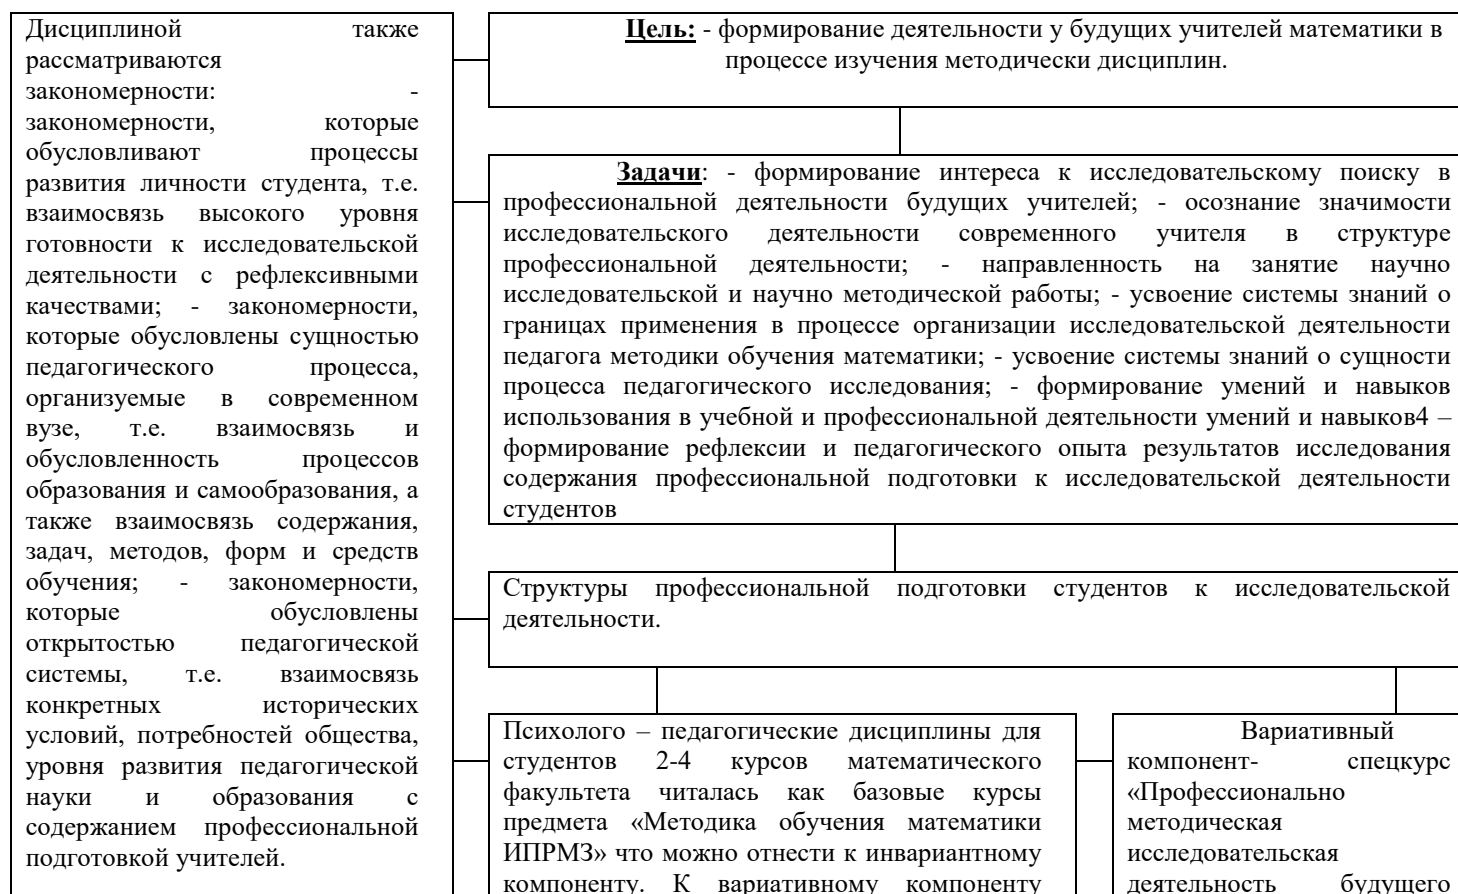 Дисциплиной также
рассматриваются
закономерности: -
закономерности, которые
обусловливают процессы
развития личности студента, т.е.
взаимосвязь высокого уровня
готовности к исследовательской
деятельности с рефлексивными
качествами; - закономерности,
которые обусловлены сущностью
педагогического процесса,
организуемые в современном
вузе, т.е. взаимосвязь и
обусловленность процессов
образования и самообразования, а
также взаимосвязь содержания,
задач, методов, форм и средств
обучения; - закономерности,
которые обусловлены
открытостью педагогической
системы, т.е. взаимосвязь
конкретных исторических
условий, потребностей общества,
уровня развития педагогической
науки и образования с
содержанием профессиональной
подготовкой учителей.
Цель: - формирование деятельности у будущих учителей математики в
процессе изучения методически дисциплин.
Задачи: - формирование интереса к исследовательскому поиску в
профессиональной деятельности будущих учителей; - осознание значимости
исследовательского деятельности современного учителя в структуре
профессиональной деятельности; - направленность на занятие научно
исследовательской и научно методической работы; - усвоение системы знаний о
границах применения в процессе организации исследовательской деятельности
педагога методики обучения математики; - усвоение системы знаний о сущности
процесса педагогического исследования; - формирование умений и навыков
использования в учебной и профессиональной деятельности умений и навыков4 –
формирование рефлексии и педагогического опыта результатов исследования
содержания профессиональной подготовки к исследовательской деятельности
студентов
Структуры профессиональной подготовки студентов к исследовательской
деятельности.
Психолого – педагогические дисциплины для
студентов 2-4 курсов математического
факультета читалась как базовые курсы
предмета «Методика обучения математики
ИПРМЗ» что можно отнести к инвариантному
компоненту. К вариативному компоненту
Вариативный
компонент- спецкурс
«Профессионально
методическая
исследовательская
деятельность будущего